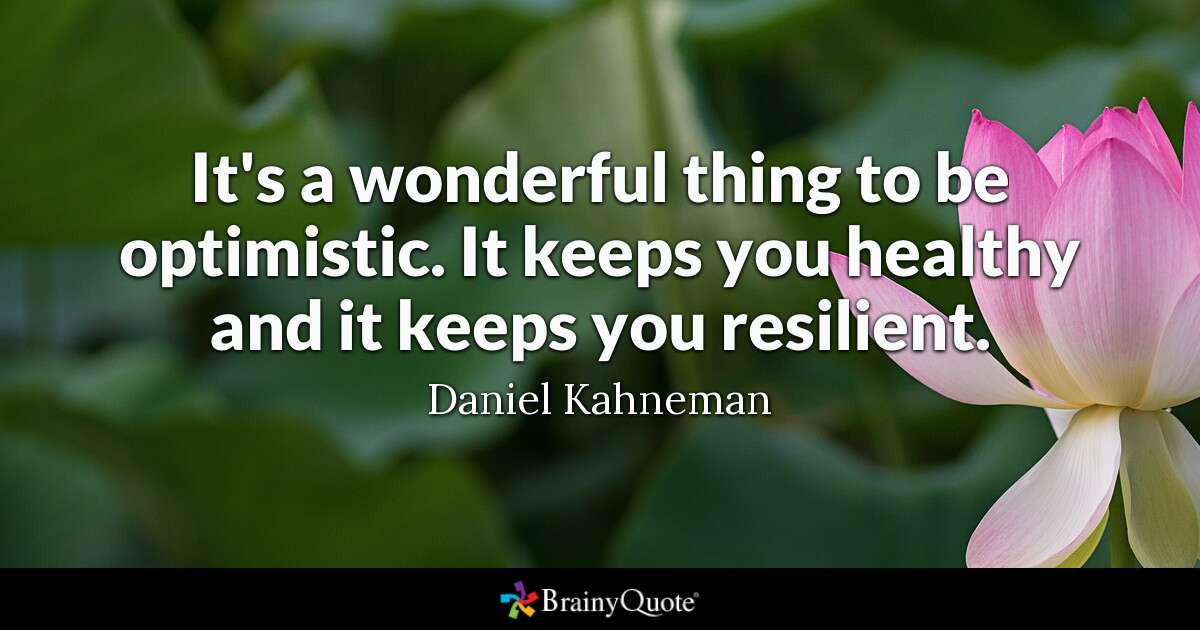 It's a wonderful thing to be
optimistic. It keeps you healthy
and it keeps you resilient.
Daniel Kahneman
BrainyQuote®